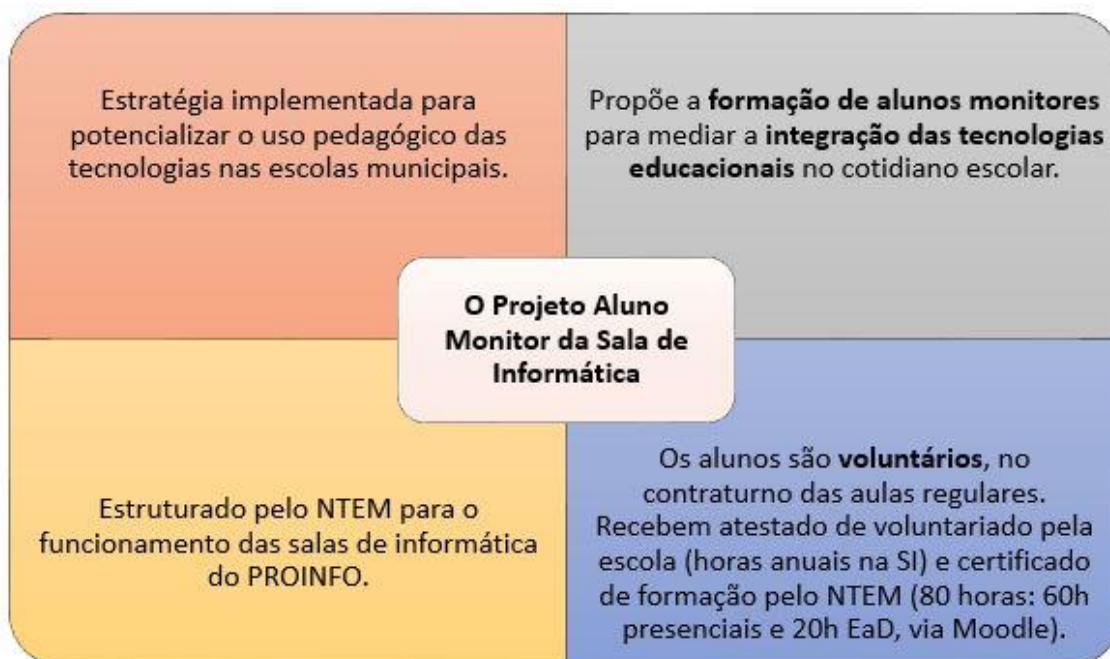 Estratégia implementada para
potencializar o uso pedagógico das
tecnologias nas escolas municipais.
Propõe a formação de alunos monitores
para mediar a integração das tecnologias
educacionais no cotidiano escolar.
O Projeto Aluno
Monitor da Sala de
Informática
Estruturado pelo NTEM para o
funcionamento das salas de informática
do PROINFO.
Os alunos são voluntários, no
contraturno das aulas regulares.
Recebem atestado de voluntariado pela
escola (horas anuais na SI) e certificado
de formação pelo NTEM (80 horas: 60h
presenciais e 20h EaD, via Moodle).